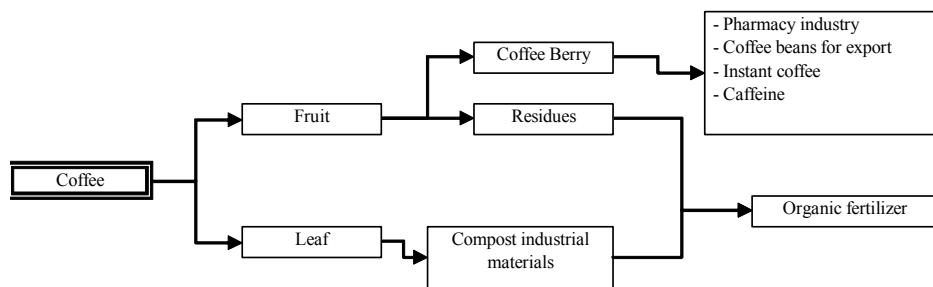 Coffee
Fruit
Leaf
Coffee Berry
Residues
Compost industrial
materials
- Pharmacy industry
- Coffee beans for export
- Instant coffee
- Caffeine
Organic fertilizer